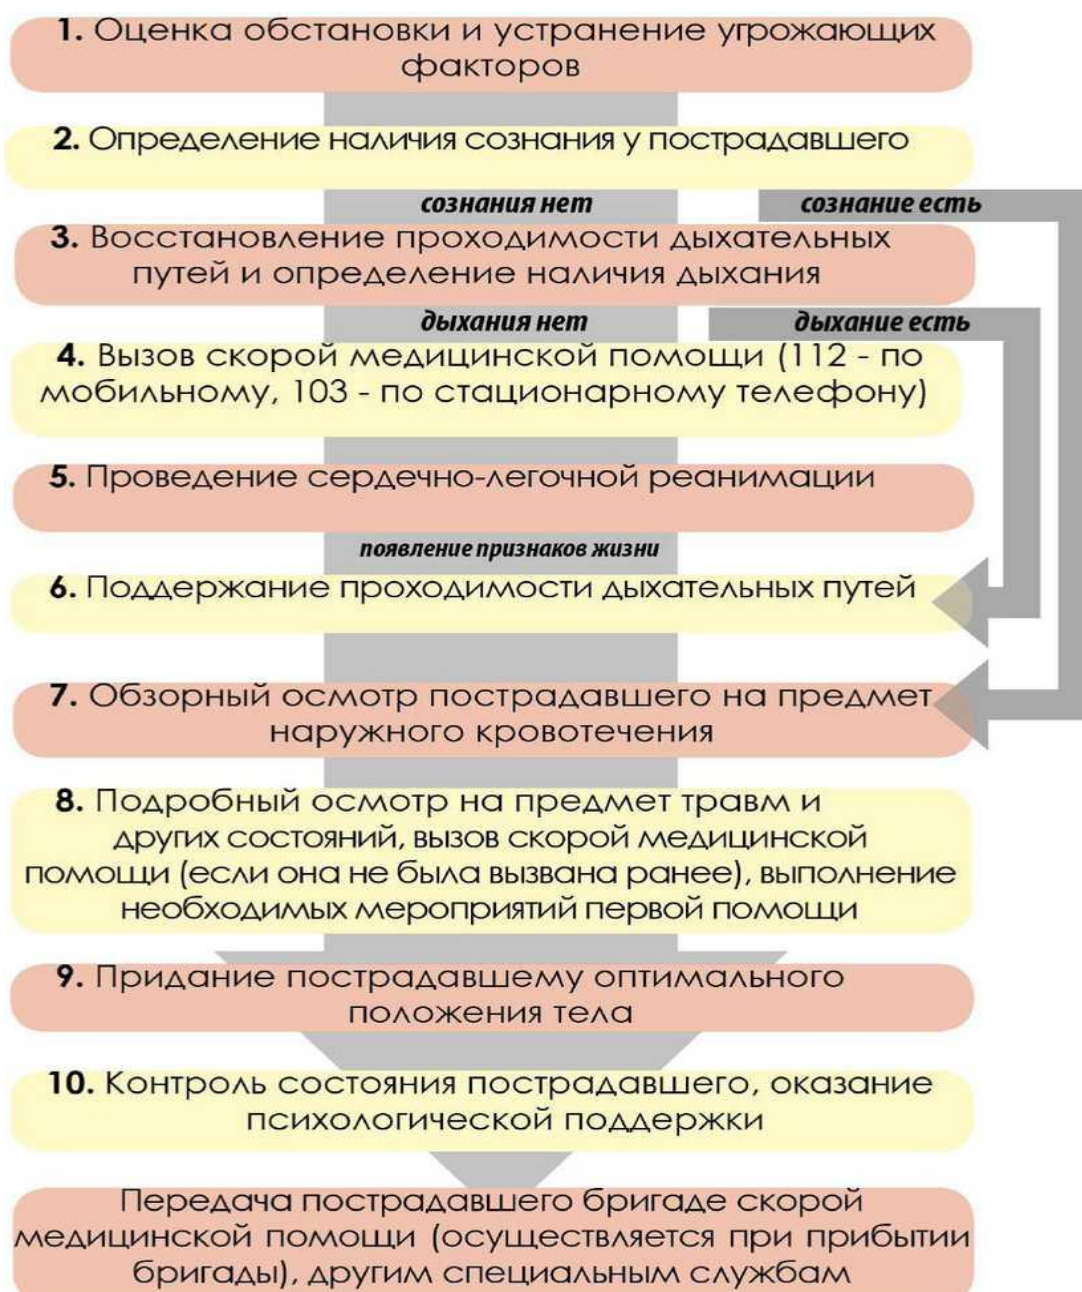 1. Оценка обстановки и устранение угрожающих
факторов
2. Определение наличия сознания у пострадавшего
сознания нет
сознание есть
3. Восстановление проходимости дыхательных
путей и определение наличия дыхания
дыхания нет
дыхание есть
4. Вызов скорой медицинской помощи (112 - по
мобильному, 103 - по стационарному телефону)
5. Проведение сердечно-легочной реанимации
появление признаков жизни
6. Поддержание проходимости дыхательных путей
7. Обзорный осмотр пострадавшего на предмет
наружного кровотечения
8. Подробный осмотр на предмет травм и
других состояний, вызов скорой медицинской
помощи (если она не была вызвана ранее), выполнение
необходимых мероприятий первой помощи
9. Придание пострадавшему оптимального
положения тела
10. Контроль состояния пострадавшего, оказание
психологической поддержки
Передача пострадавшего бригаде скорой
медицинской помощи (осуществляется при прибытии
бригады), другим специальным службам